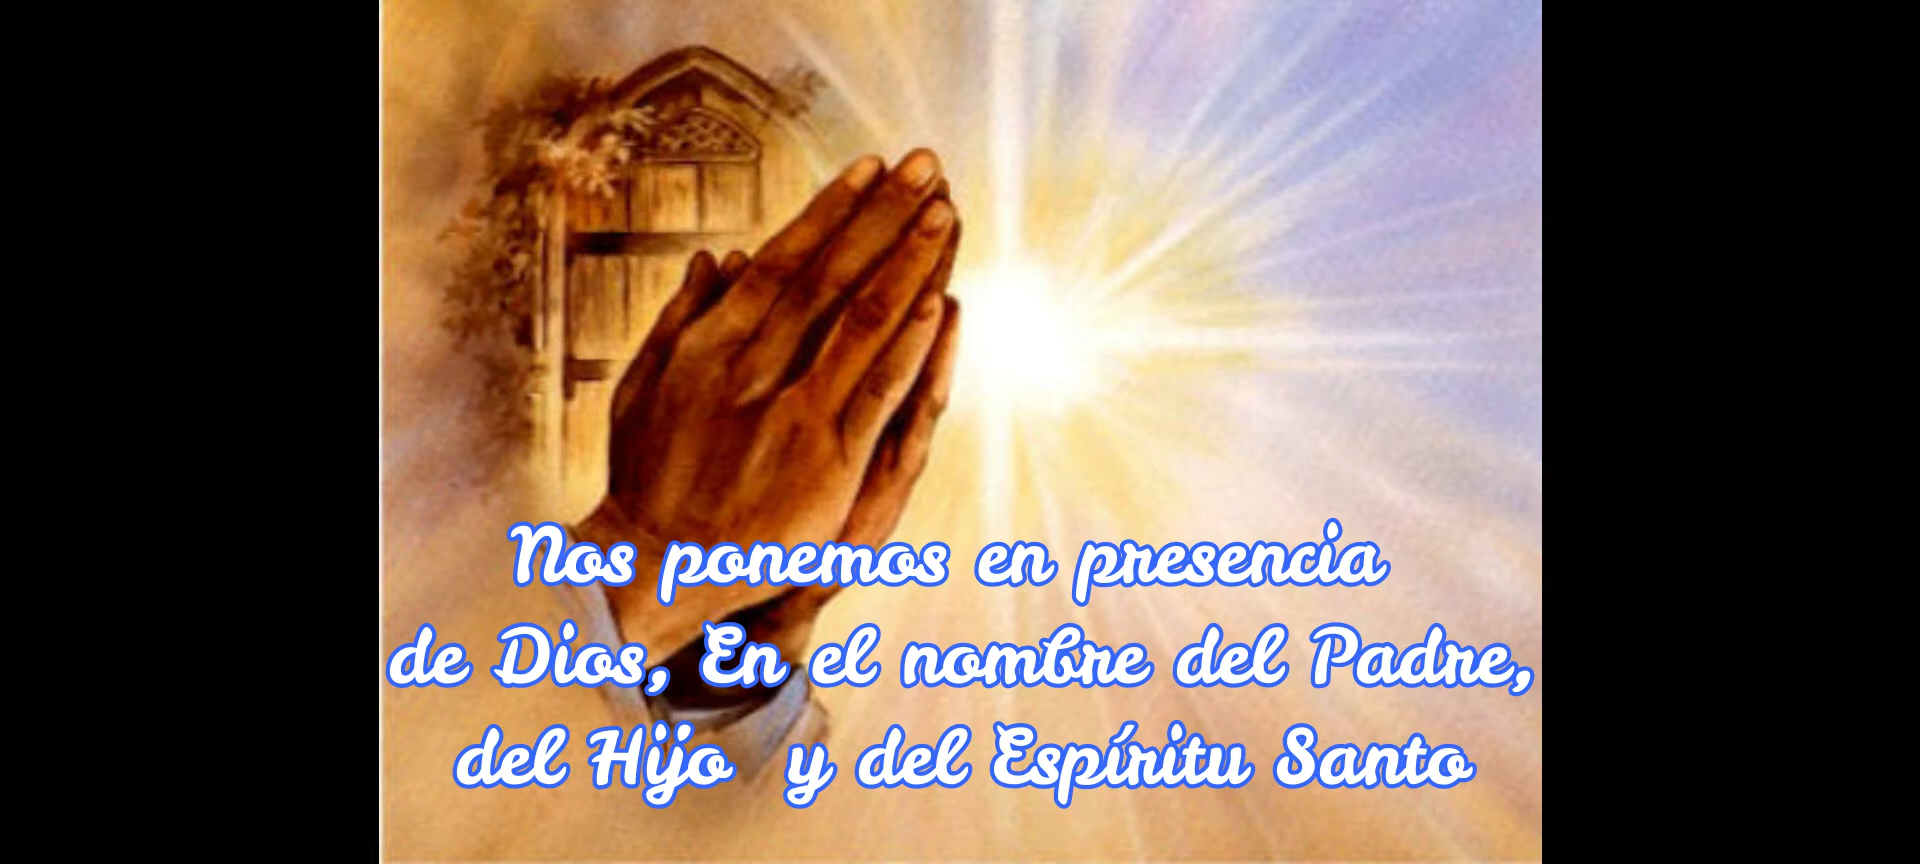 Nos ponemos en presencia
de Dios, En el nombre del Padre,
del Hijo y del Espíritu Santo